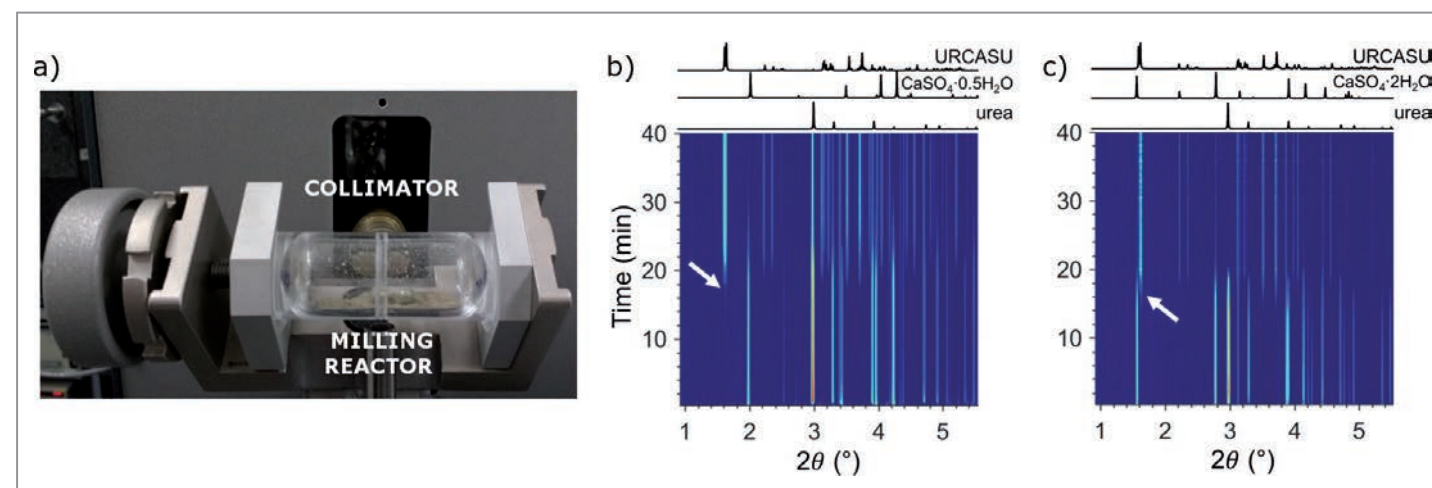 a)
COLLIMATOR
MILLING
REACTOR
b)
URCASU
CaSO₄·0.5H₂O
urea
40
30
20
10
Time (min)
1 2 3 4 5
2θ (°)
c)
URCASU
CaSO₄·2H₂O
urea
40
30
20
10
1 2 3 4 5
2θ (°)